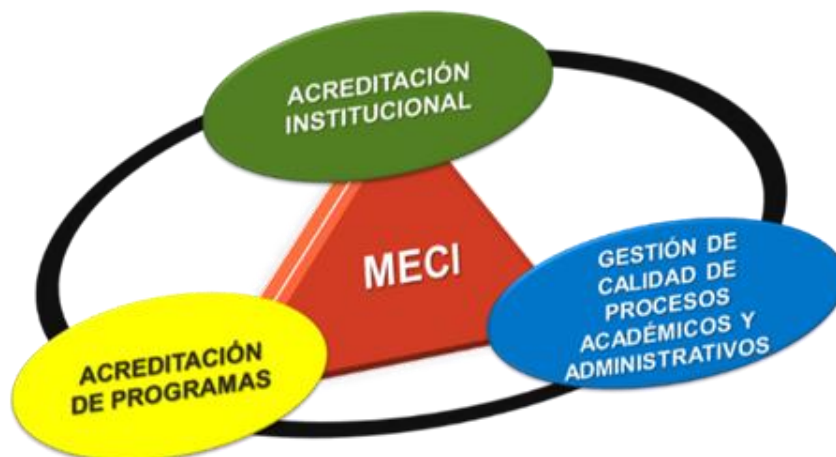 ACREDITACIÓN
INSTITUCIONAL
MECI
GESTIÓN DE
CALIDAD DE
PROCESOS
ACADÉMICOS Y
ADMINISTRATIVOS
ACREDITACIÓN
DE PROGRAMAS